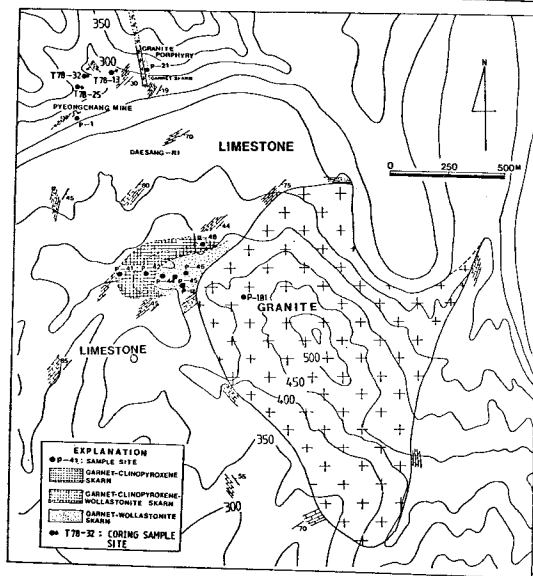 350
GRANITE
PORPHYRY
300
P-21
T78-32
T78-13
GARNET SKARN
T78-25
30
19
PYEONGCHANG MINE
P-1
70
DAESANG-RI
LIMESTONE
N
0 250 500M
80
75
45
44
P-181
GRANITE
500
450
400
LIMESTONE
85
350
300
55
70
EXPLANATION
P-41: SAMPLE SITE
GARNET-CLINOPYROXENE
SKARN
GARNET-CLINOPYROXENE-
WOLLASTONITE SKARN
GARNET-WOLLASTONITE
SKARN
T78-32 : CORING SAMPLE
SITE